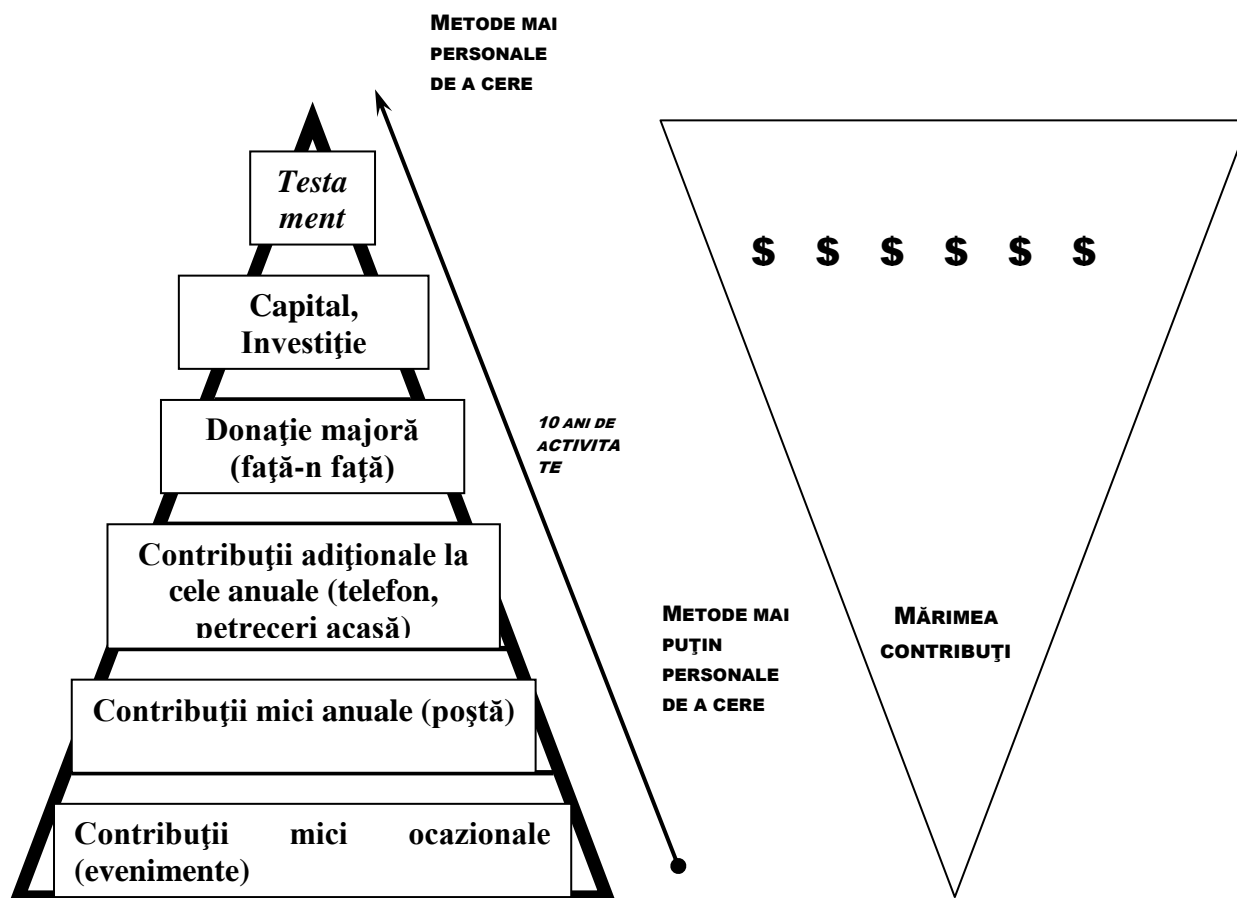 METODE MAI
PERSONALE
DE A CERE
Testa
ment
$ $ $ $ $ $
Capital,
Investiţie
Donaţie majoră
(faţă-n faţă)
10 ANI DE
ACTIVITA
TE
Contribuţii adiţionale la
cele anuale (telefon,
petreceri acasă)
METODE MAI
PUŢIN
PERSONALE
DE A CERE
MĂRIMEA
CONTRIBUŢI
Contribuţii mici anuale (poştă)
Contribuţii mici ocazionale
(evenimente)